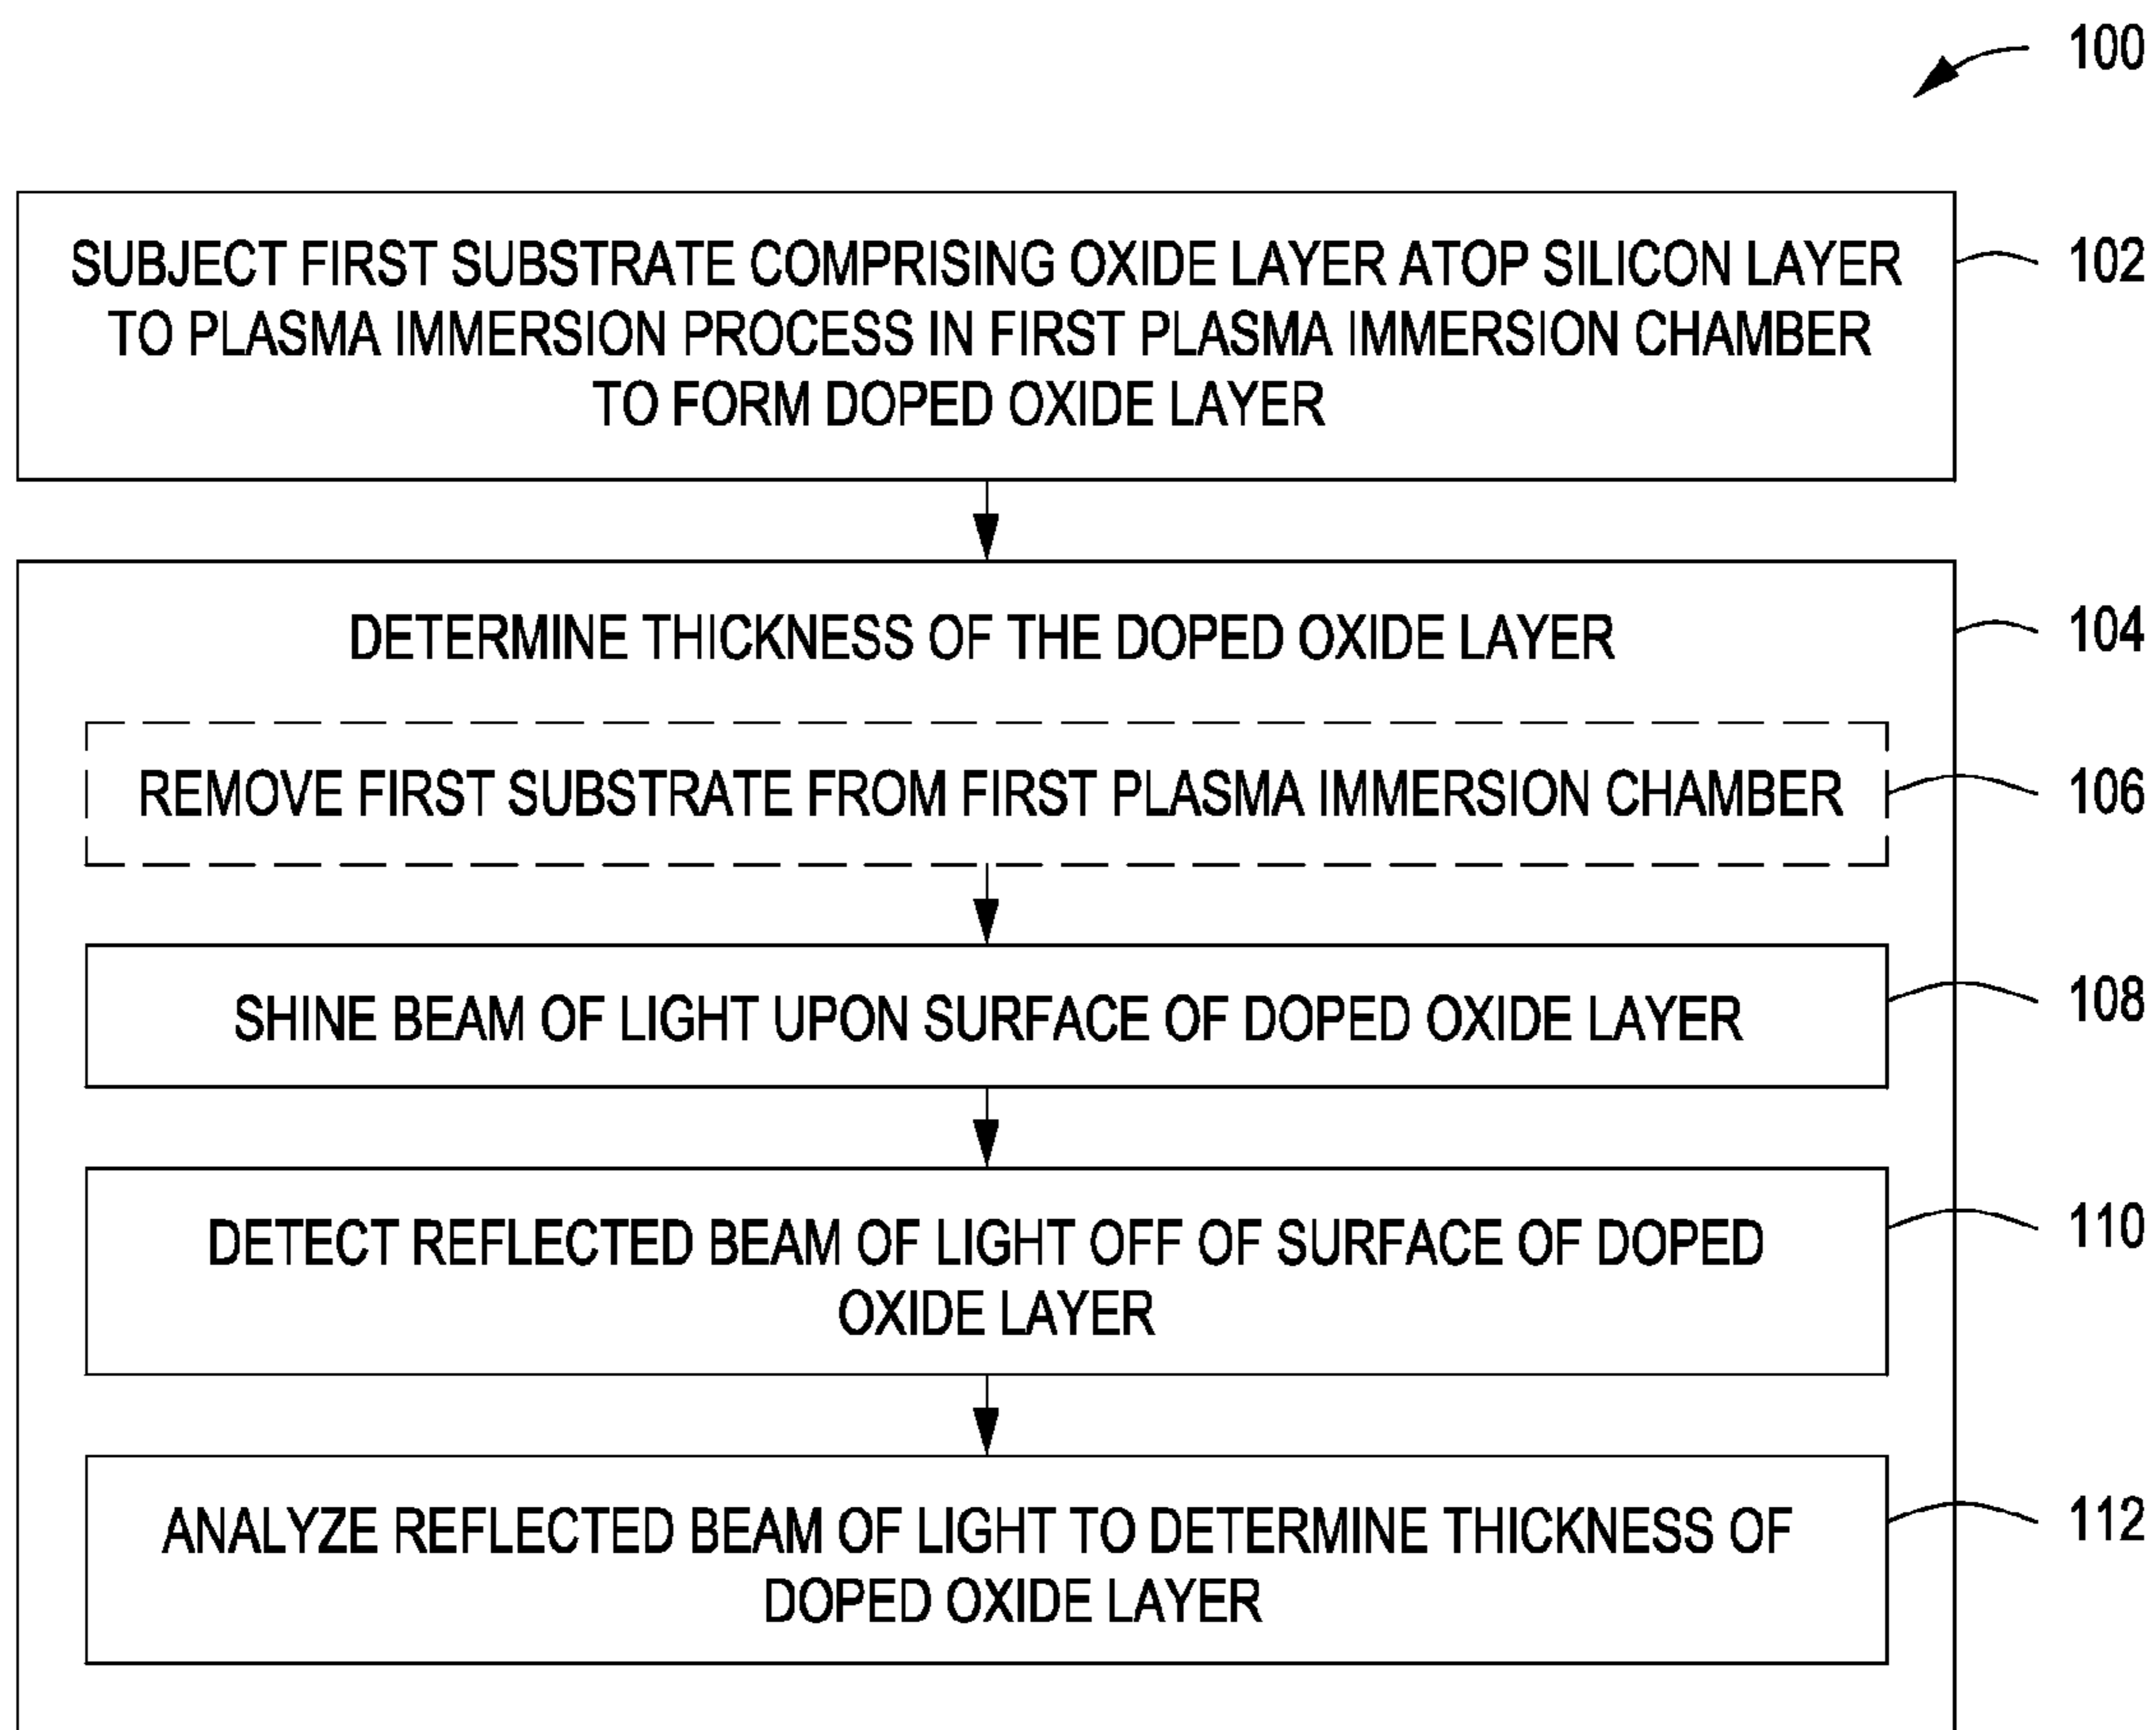 100
SUBJECT FIRST SUBSTRATE COMPRISING OXIDE LAYER ATOP SILICON LAYER
TO PLASMA IMMERSION PROCESS IN FIRST PLASMA IMMERSION CHAMBER
TO FORM DOPED OXIDE LAYER
102
DETERMINE THICKNESS OF THE DOPED OXIDE LAYER
104
REMOVE FIRST SUBSTRATE FROM FIRST PLASMA IMMERSION CHAMBER
106
SHINE BEAM OF LIGHT UPON SURFACE OF DOPED OXIDE LAYER
108
DETECT REFLECTED BEAM OF LIGHT OFF OF SURFACE OF DOPED
OXIDE LAYER
110
ANALYZE REFLECTED BEAM OF LIGHT TO DETERMINE THICKNESS OF
DOPED OXIDE LAYER
112